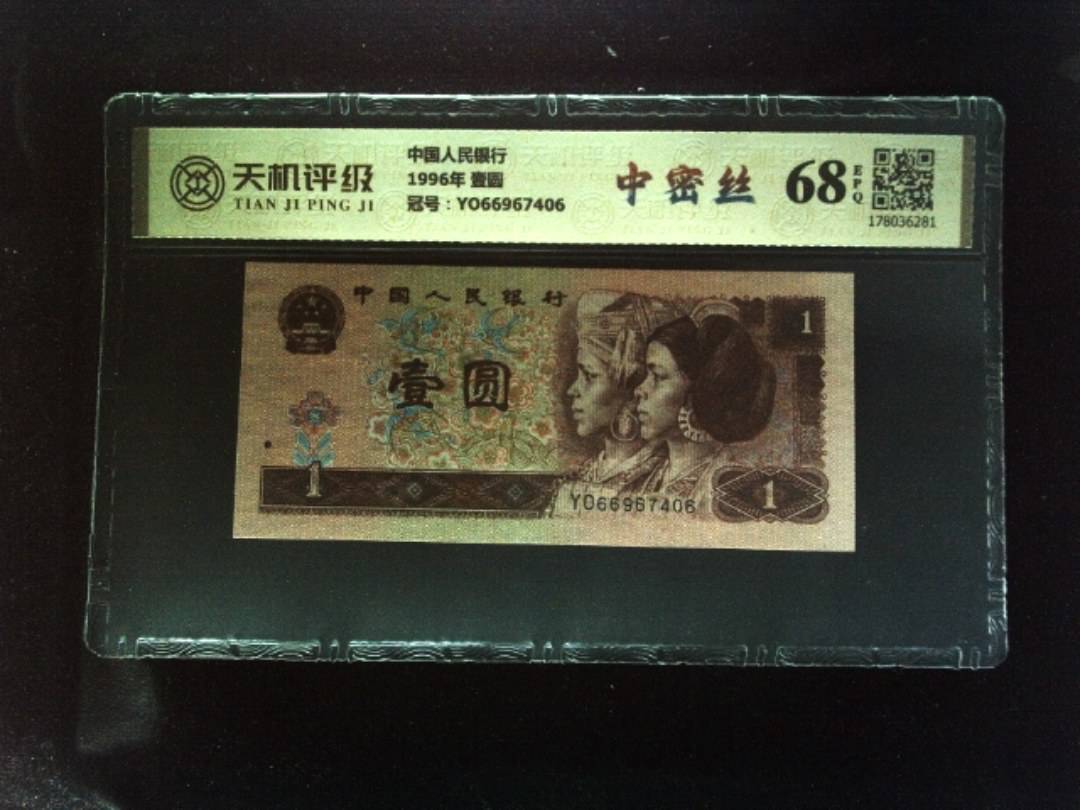 天机评级
TIAN JI PING JI
中国人民银行
1996年 壹圆
冠号：YO66967406
中密丝
68
EPQ
178036281
中国人民银行
壹圆
1
1
YO66967406
1